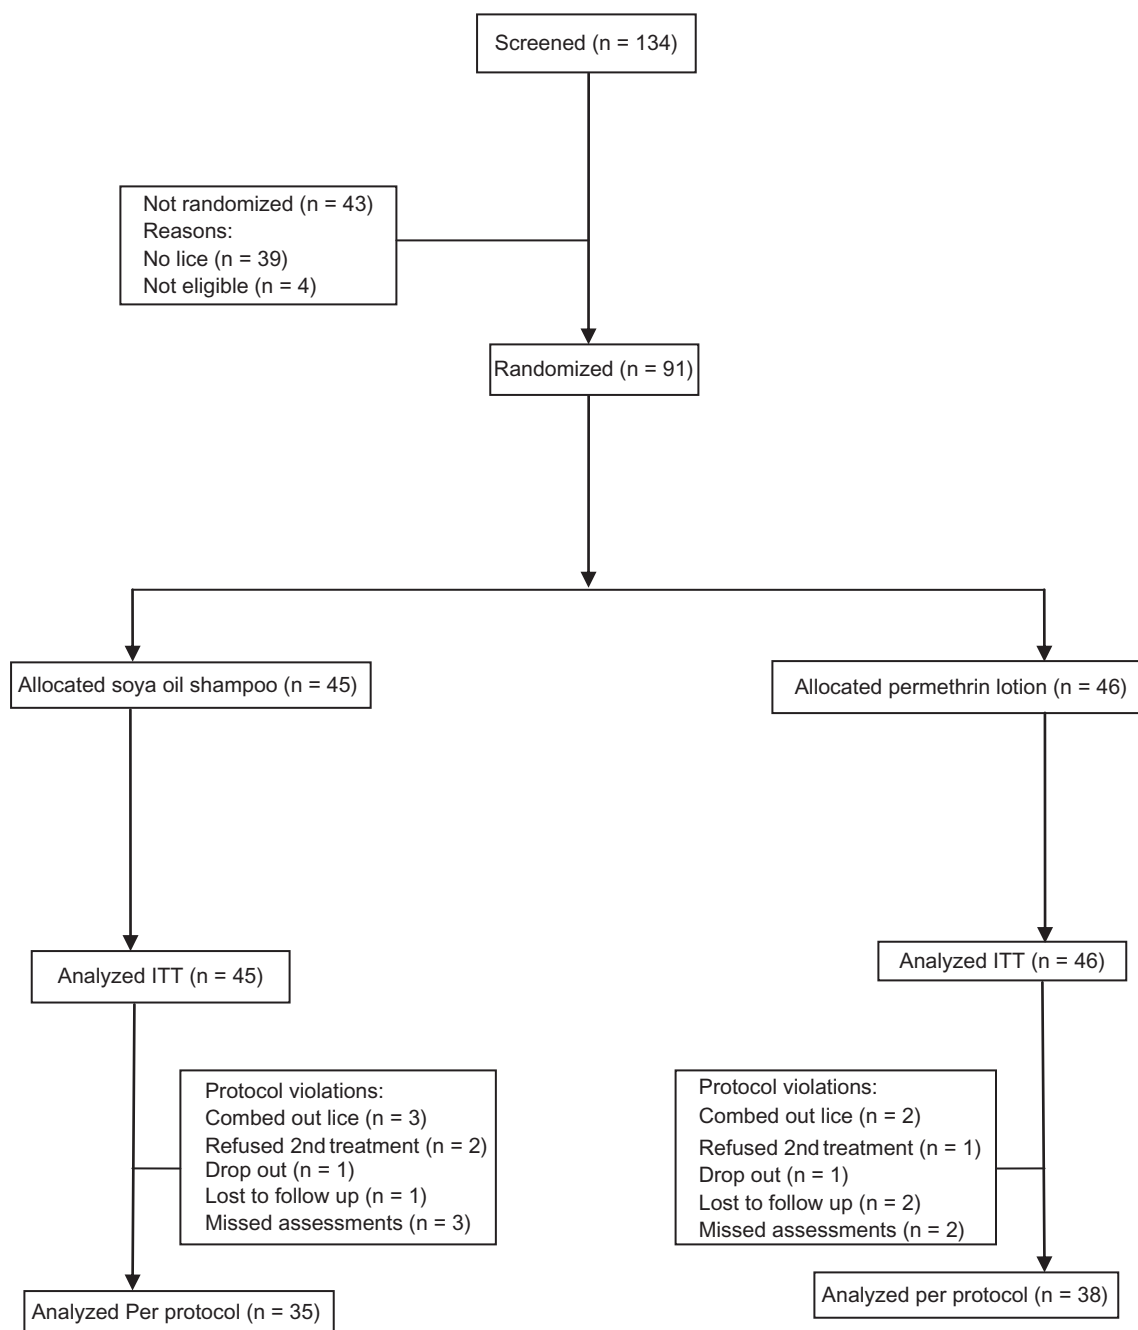 Screened (n = 134)
Not randomized (n = 43)
Reasons:
No lice (n = 39)
Not eligible (n = 4)
Randomized (n = 91)
Allocated soya oil shampoo (n = 45)
Allocated permethrin lotion (n = 46)
Analyzed ITT (n = 45)
Analyzed ITT (n = 46)
Protocol violations:
Combed out lice (n = 3)
Refused 2nd treatment (n = 2)
Drop out (n = 1)
Lost to follow up (n = 1)
Missed assessments (n = 3)
Protocol violations:
Combed out lice (n = 2)
Refused 2nd treatment (n = 1)
Drop out (n = 1)
Lost to follow up (n = 2)
Missed assessments (n = 2)
Analyzed Per protocol (n = 35)
Analyzed per protocol (n = 38)